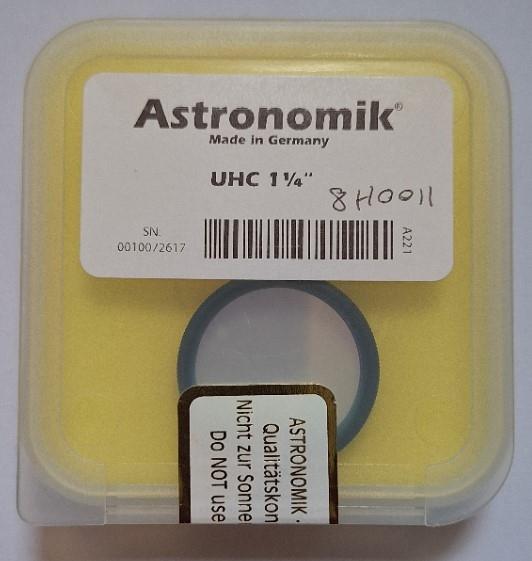 Astronomik®
Made in Germany
UHC 1¼"
8H0011
SN.
00100/2617
A221
ASTRONOMIK ·
Qualitätskon
Nicht zur Sonne
Do NOT use